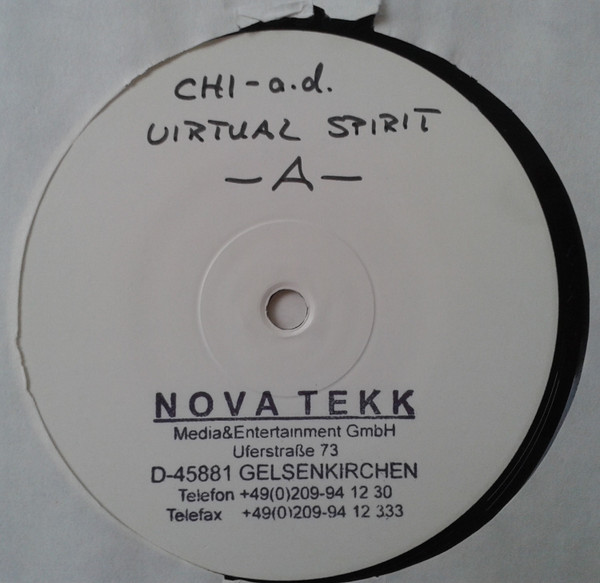 CHI-a.d.
VIRTUAL SPIRIT
-A-
NOVA TEKK
Media&Entertainment GmbH
Uferstraße 73
D-45881 GELSENKIRCHEN
Telefon +49(0)209-94 12 30
Telefax +49(0)209-94 12 333